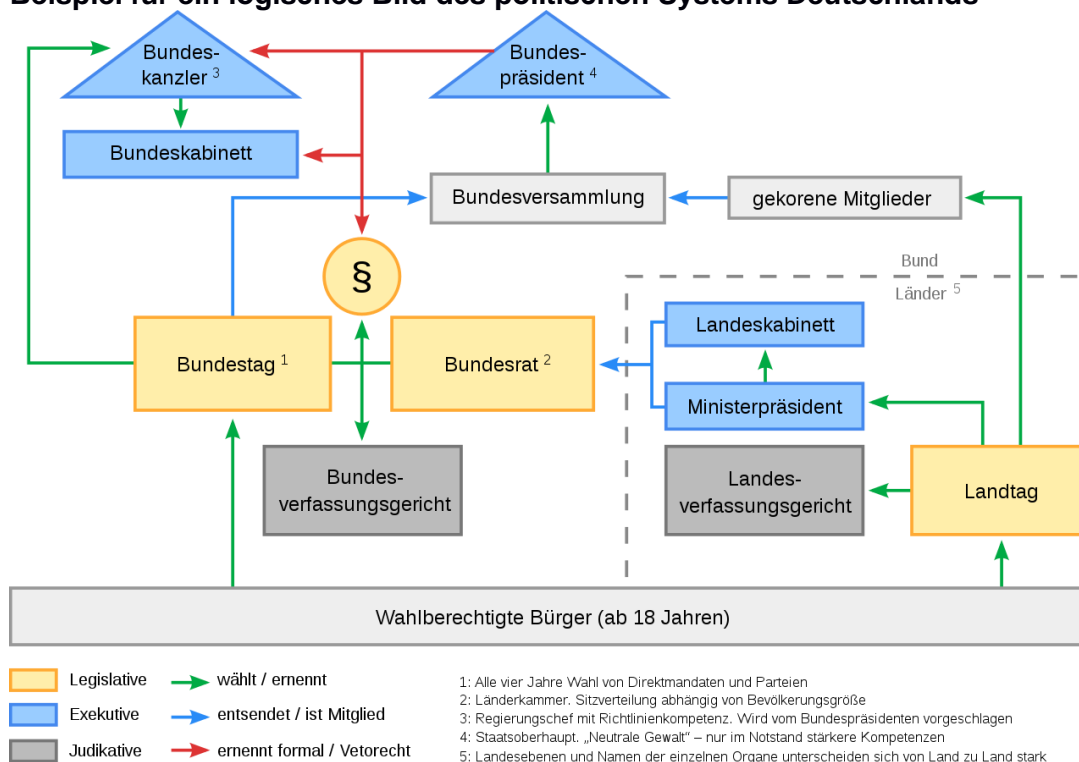 Beispiel für ein logisches Bild des politischen Systems Deutschlands
Bundes-
kanzler 3
Bundes-
präsident 4
Bundeskabinett
Bundesversammlung
gekorene Mitglieder
Bund
Länder 5
§
Landeskabinett
Bundestag 1
Bundesrat 2
Ministerpräsident
Bundes-
verfassungsgericht
Landes-
verfassungsgericht
Landtag
Wahlberechtigte Bürger (ab 18 Jahren)
Legislative
wählt / ernennt
Exekutive
entsendet / ist Mitglied
Judikative
ernennt formal / Vetorecht
1: Alle vier Jahre Wahl von Direktmandaten und Parteien
2: Länderkammer. Sitzverteilung abhängig von Bevölkerungsgröße
3: Regierungschef mit Richtlinienkompetenz. Wird vom Bundespräsidenten vorgeschlagen
4: Staatsoberhaupt. „Neutrale Gewalt“ – nur im Notstand stärkere Kompetenzen
5: Landesebenen und Namen der einzelnen Organe unterscheiden sich von Land zu Land stark